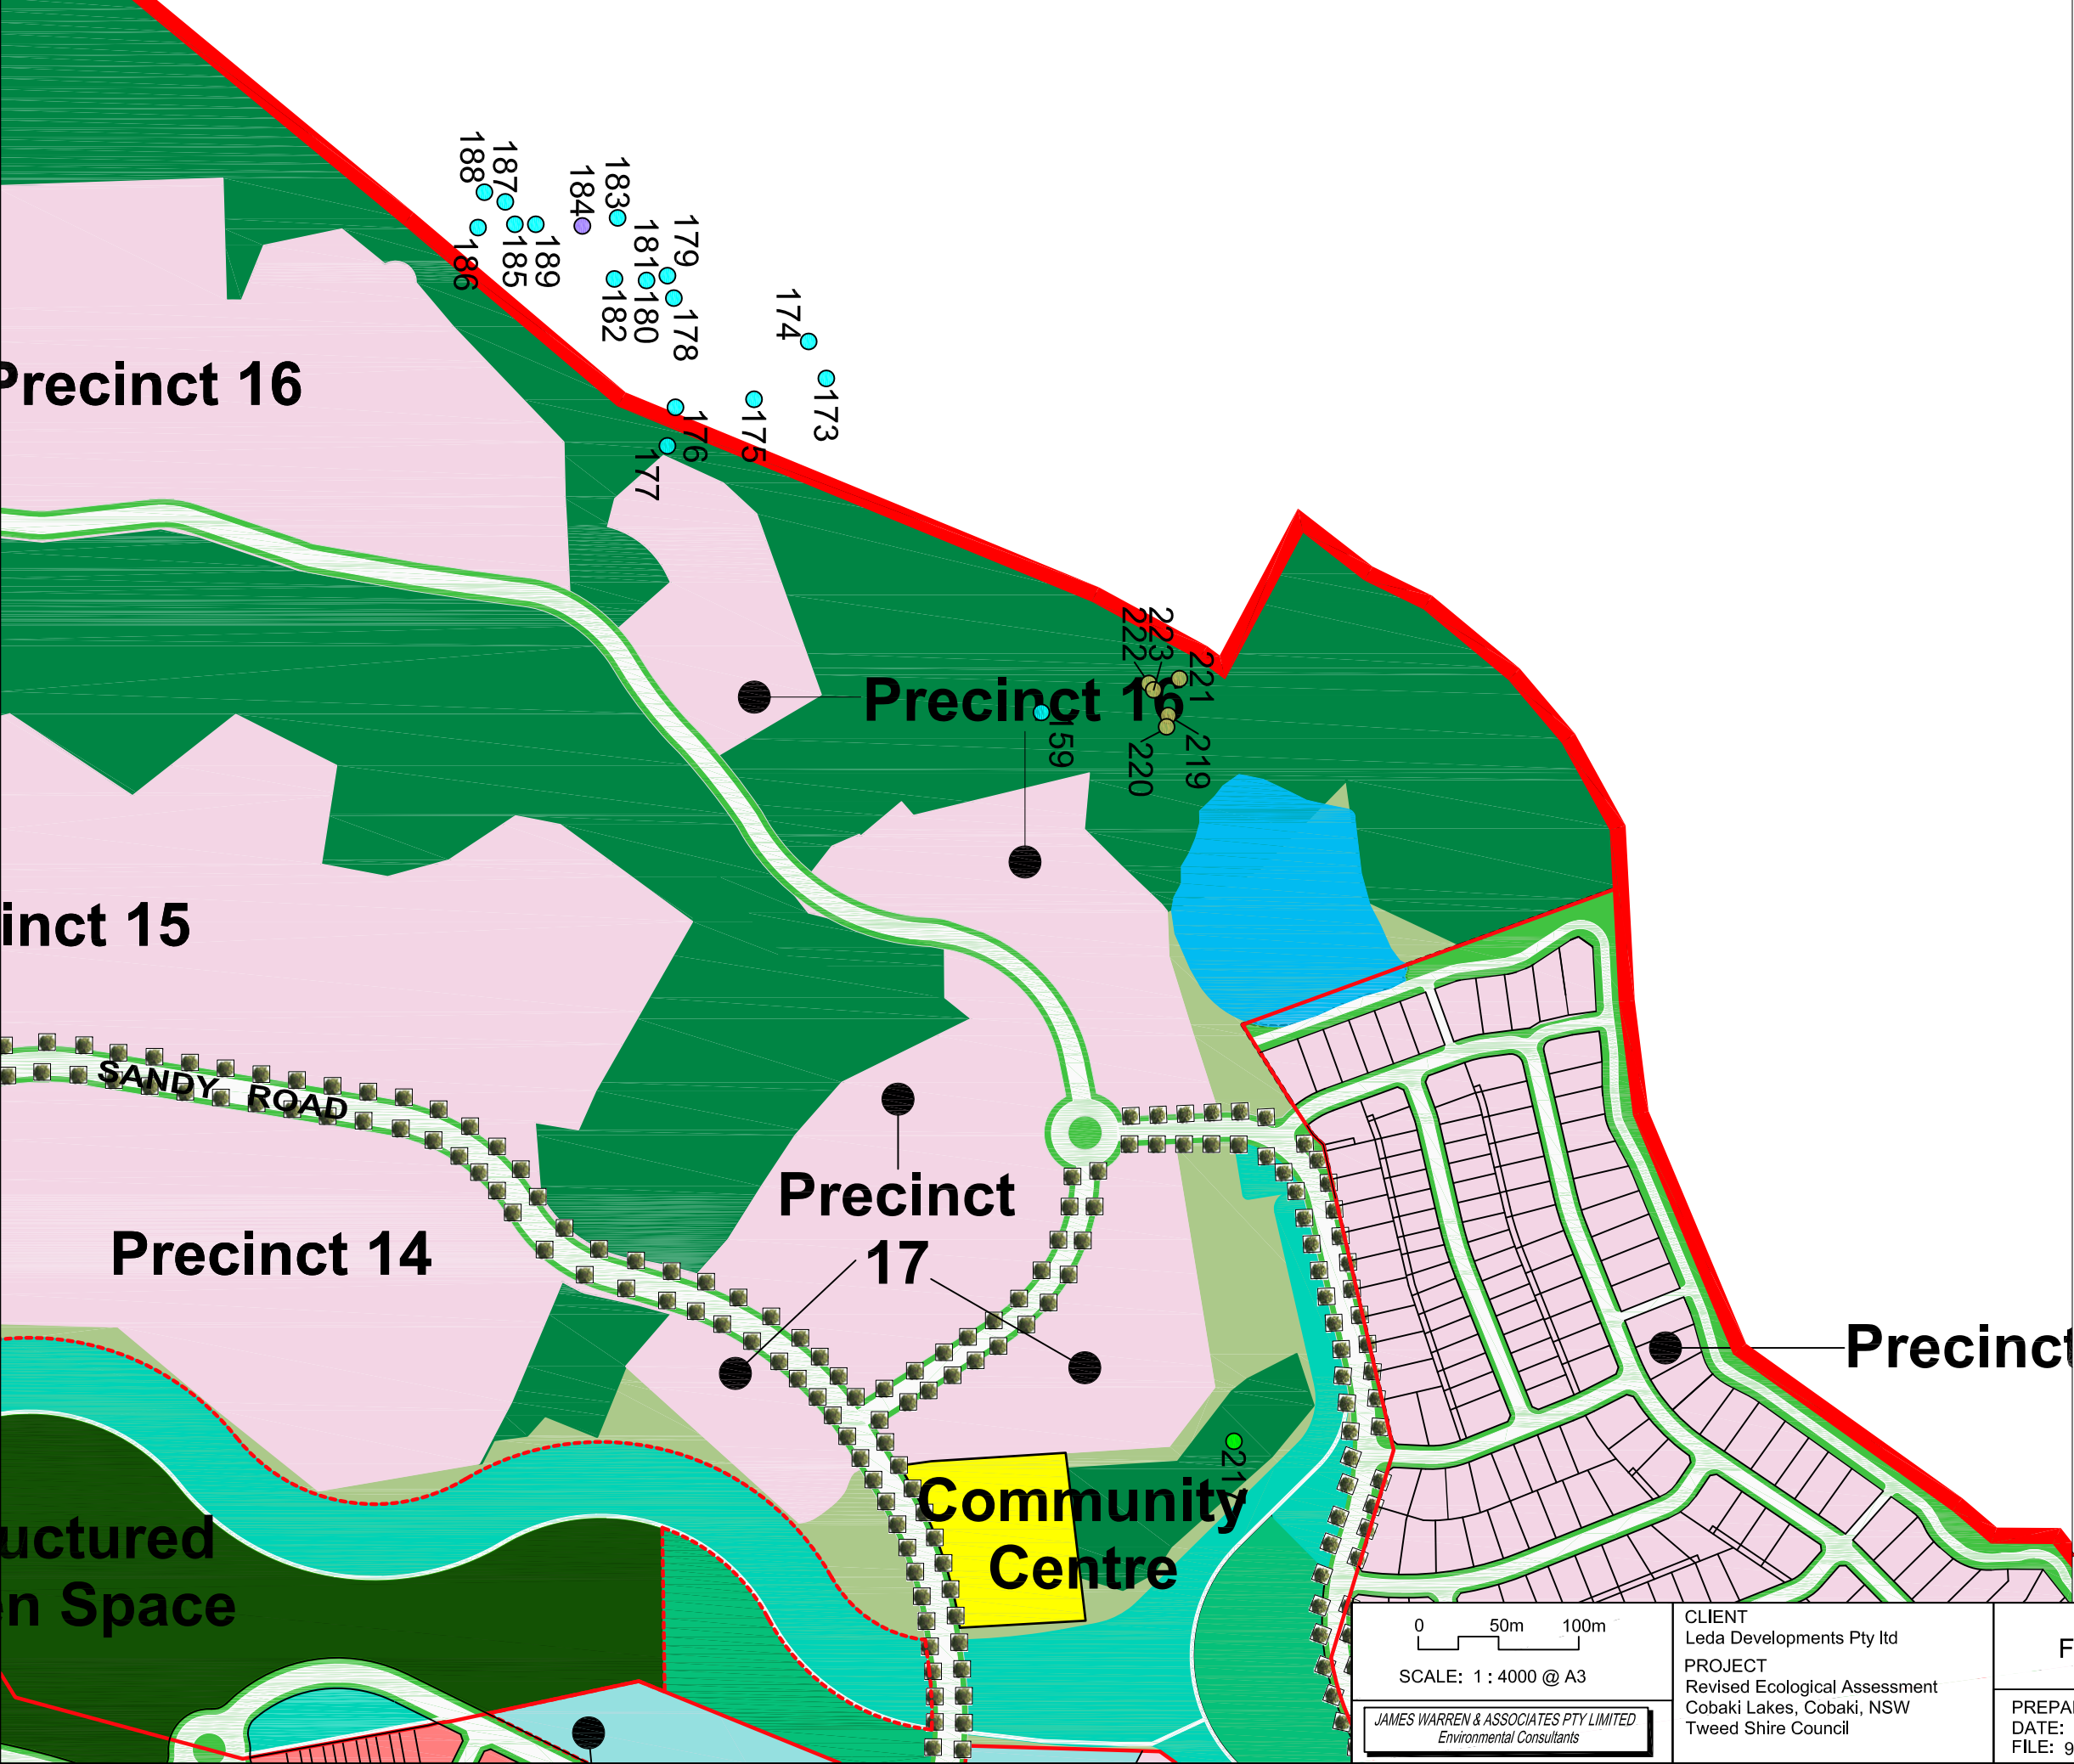 188
187
184
183
181
179
186
185
189
182
180
178
174
173
176
175
177
Precinct 16
222
223
221
Precinct 16
159
220
219
inct 15
SANDY ROAD
Precinct
17
Precinct 14
Precinct
Community
Centre
uctured
n Space
0 50m 100m
SCALE: 1 : 4000 @ A3
JAMES WARREN & ASSOCIATES PTY LIMITED
Environmental Consultants
CLIENT
Leda Developments Pty ltd
PROJECT
Revised Ecological Assessment
Cobaki Lakes, Cobaki, NSW
Tweed Shire Council
F
PREPA
DATE:
FILE: 9